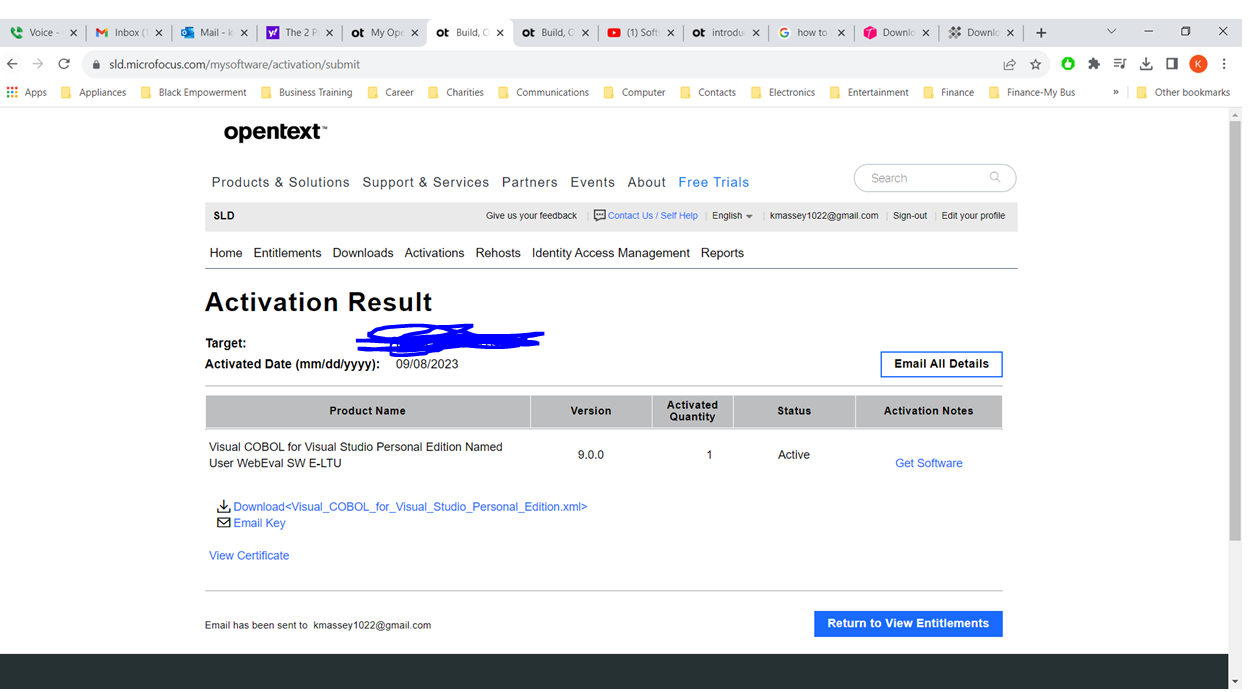 Voice -
Inbox (
Mail - k
The 2 P
My Ope
Build, O
Build, O
(1) Soft
introdu
how to
Downlo
Downlo
sld.microfocus.com/mysoftware/activation/submit
K
Apps
Appliances
Black Empowerment
Business Training
Career
Charities
Communications
Computer
Contacts
Electronics
Entertainment
Finance
Finance-My Bus
»
Other bookmarks
opentext™
Products & Solutions Support & Services Partners Events About Free Trials
Search
SLD
Give us your feedback
Contact Us / Self Help
English
kmassey1022@gmail.com
Sign-out
Edit your profile
Home Entitlements Downloads Activations Rehosts Identity Access Management Reports
Activation Result
Target:
Activated Date (mm/dd/yyyy): 09/08/2023
Email All Details
Product Name
Version
Activated
Quantity
Status
Activation Notes
Visual COBOL for Visual Studio Personal Edition Named
User WebEval SW E-LTU
9.0.0
1
Active
Get Software
Download<Visual_COBOL_for_Visual_Studio_Personal_Edition.xml>
Email Key
View Certificate
Email has been sent to kmassey1022@gmail.com
Return to View Entitlements